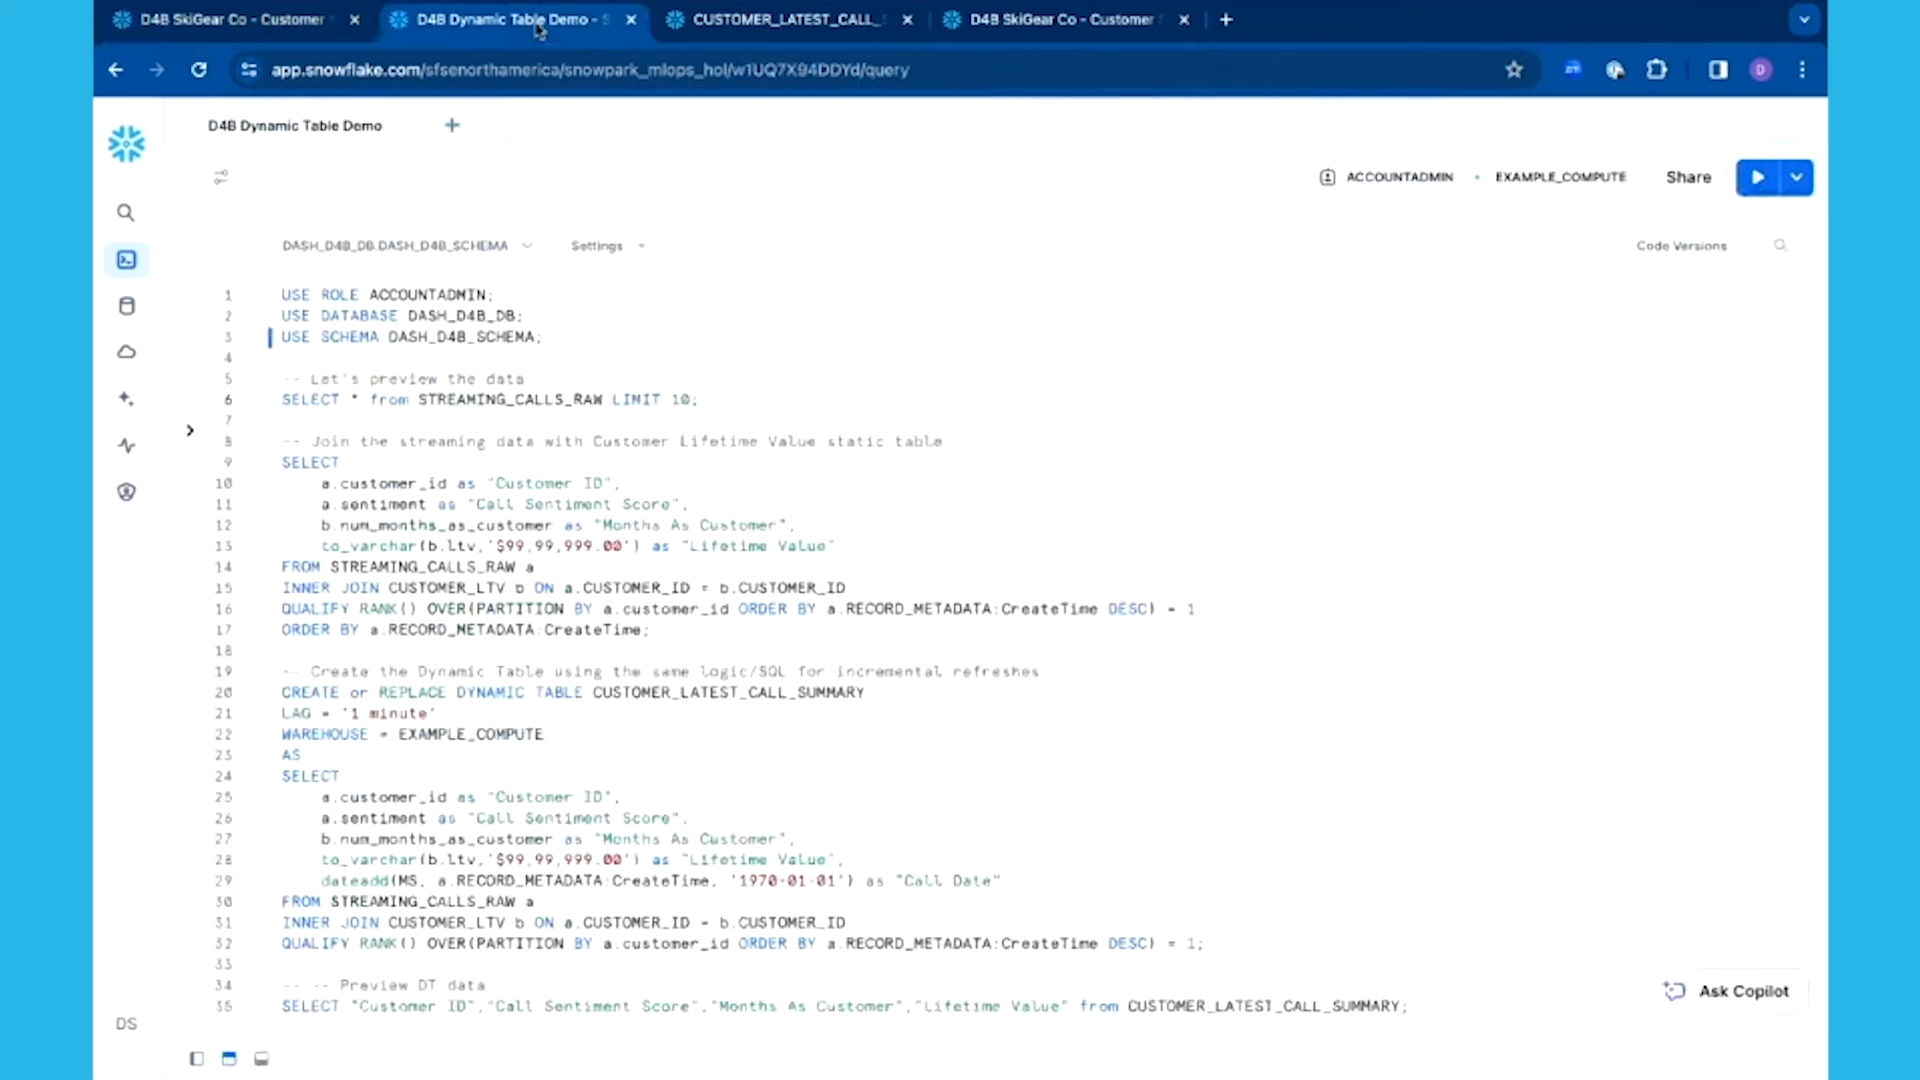 D4B SkiGear Co - Customer
D4B Dynamic Table Demo - S
CUSTOMER_LATEST_CALL_
D4B SkiGear Co - Customer S
app.snowflake.com/sfsenorthamerica/snowpark_mlops_hol/w1UQ7X94DDYd/query
D
D4B Dynamic Table Demo
ACCOUNTADMIN
EXAMPLE_COMPUTE
Share
DASH_D4B_DB.DASH_D4B_SCHEMA
Settings
Code Versions
1 USE ROLE ACCOUNTADMIN;
2 USE DATABASE DASH_D4B_DB;
3 USE SCHEMA DASH_D4B_SCHEMA;
4
5 -- Let's preview the data
6 SELECT * from STREAMING_CALLS_RAW LIMIT 10;
7
8 -- Join the streaming data with Customer Lifetime Value static table
9 SELECT
10 a.customer_id as "Customer ID",
11 a.sentiment as "Call Sentiment Score",
12 b.num_months_as_customer as "Months As Customer",
13 to_varchar(b.ltv,'$99,99,999.00') as "Lifetime Value"
14 FROM STREAMING_CALLS_RAW a
15 INNER JOIN CUSTOMER_LTV b ON a.CUSTOMER_ID = b.CUSTOMER_ID
16 QUALIFY RANK() OVER(PARTITION BY a.customer_id ORDER BY a.RECORD_METADATA:CreateTime DESC) = 1
17 ORDER BY a.RECORD_METADATA:CreateTime;
18
19 -- Create the Dynamic Table using the same logic/SQL for incremental refreshes
20 CREATE or REPLACE DYNAMIC TABLE CUSTOMER_LATEST_CALL_SUMMARY
21 LAG = '1 minute'
22 WAREHOUSE = EXAMPLE_COMPUTE
23 AS
24 SELECT
25 a.customer_id as "Customer ID",
26 a.sentiment as "Call Sentiment Score",
27 b.num_months_as_customer as "Months As Customer",
28 to_varchar(b.ltv,'$99,99,999.00') as "Lifetime Value",
29 dateadd(MS, a.RECORD_METADATA:CreateTime, '1970-01-01') as "Call Date"
30 FROM STREAMING_CALLS_RAW a
31 INNER JOIN CUSTOMER_LTV b ON a.CUSTOMER_ID = b.CUSTOMER_ID
32 QUALIFY RANK() OVER(PARTITION BY a.customer_id ORDER BY a.RECORD_METADATA:CreateTime DESC) = 1;
33
34 -- -- Preview DT data
35 SELECT "Customer ID","Call Sentiment Score","Months As Customer","Lifetime Value" from CUSTOMER_LATEST_CALL_SUMMARY;
Ask Copilot
DS